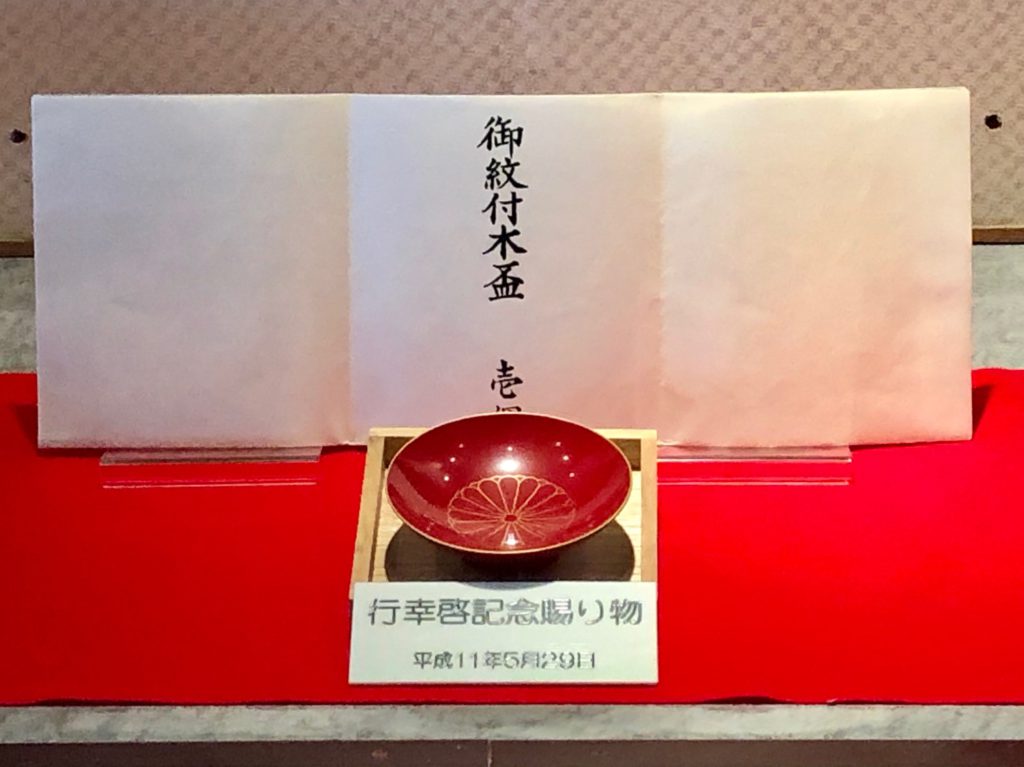 御紋付木盃 壱
行幸啓記念賜り物
平成11年5月29日